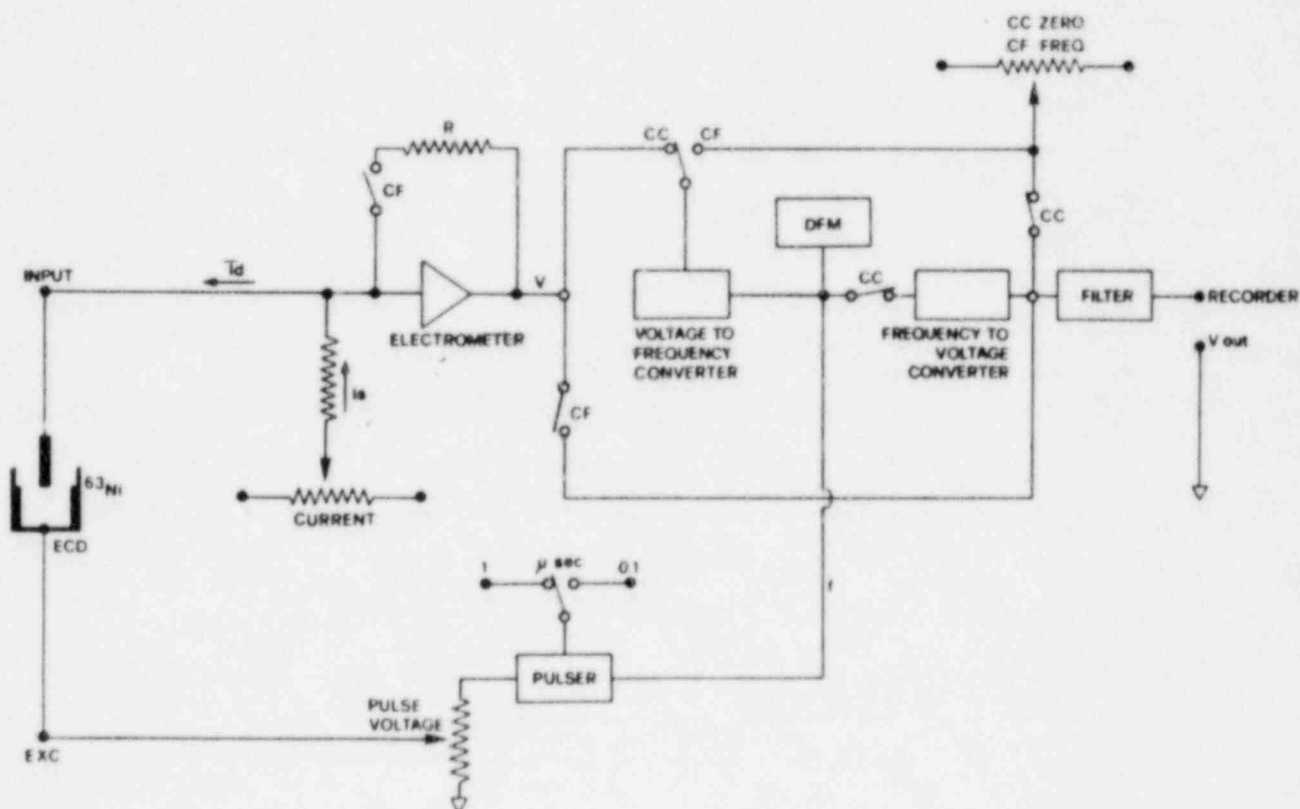 CC ZERO
CF FREQ
R
CC
CF
CF
CC
DFM
Id
INPUT
V
CC
ELECTROMETER
VOLTAGE TO
FREQUENCY
CONVERTER
FREQUENCY TO
VOLTAGE
CONVERTER
FILTER
RECORDER
V out
Is
CF
63Ni
CURRENT
ECD
1
μ sec
0.1
f
PULSER
PULSE
VOLTAGE
EXC